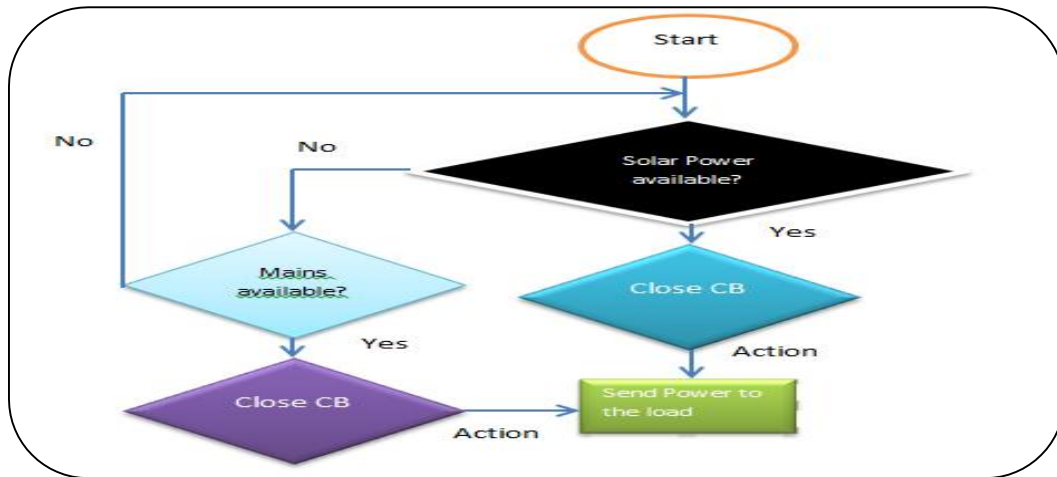 Start
No
No
Solar Power
available?
Yes
Mains
available?
Close CB
Yes
Action
Close CB
Send Power to
the load
Action